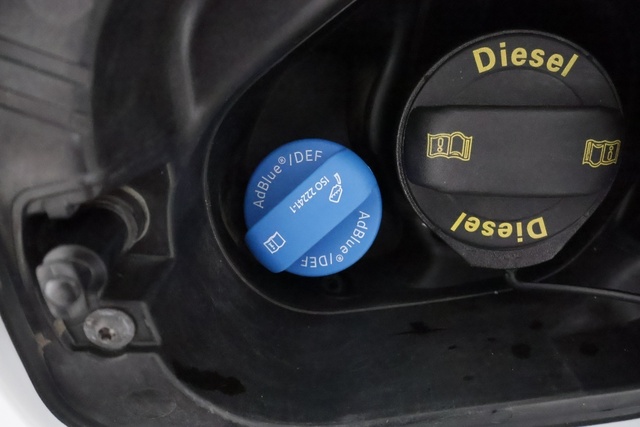 AdBlue®/DEF
ISO 22241-1
AdBlue®/DEF
Diesel
Diesel